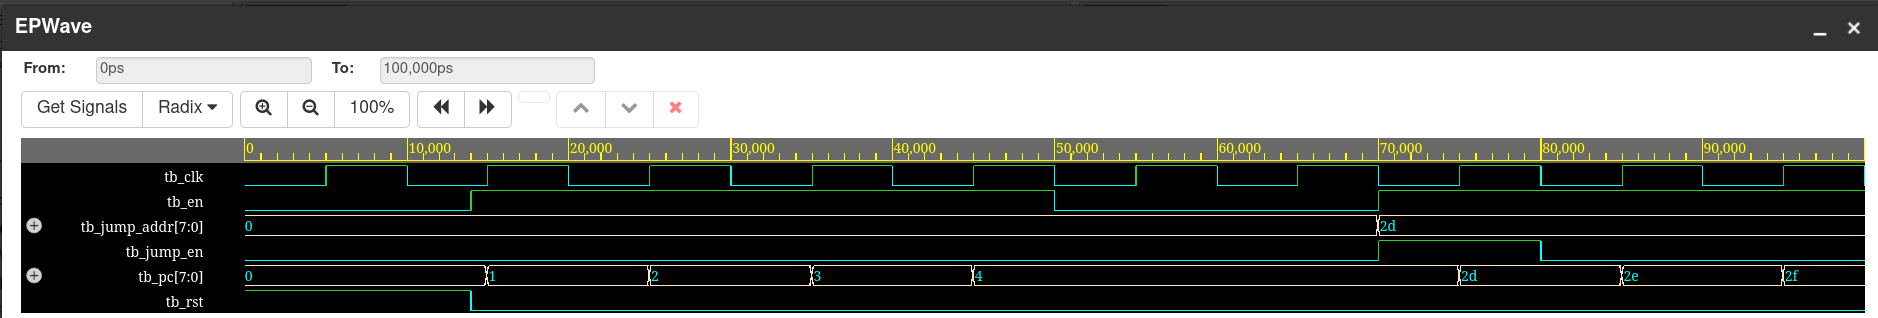 EPWave
From: 0ps To: 100,000ps
Get Signals Radix 100%
0 10,000 20,000 30,000 40,000 50,000 60,000 70,000 80,000 90,000
tb_clk
tb_en
tb_jump_addr[7:0] 0 2d
tb_jump_en
tb_pc[7:0] 0 1 2 3 4 2d 2e 2f
tb_rst